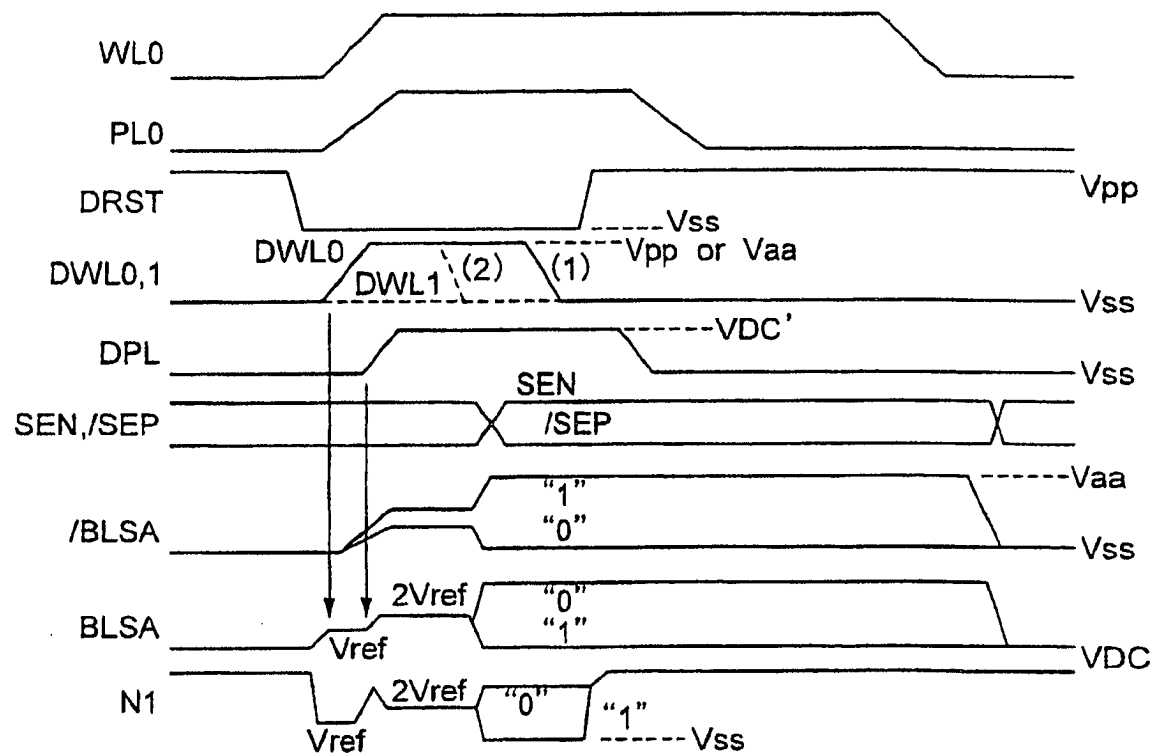 WL0
PL0
DRST
Vpp
Vss
DWL0
Vpp or Vaa
DWL0,1
DWL1
(2)
(1)
Vss
VDC'
DPL
Vss
SEN
SEN,/SEP
/SEP
Vaa
"1"
/BLSA
"0"
Vss
2Vref
"0"
BLSA
"1"
Vref
VDC
N1
2Vref
"0"
"1"
Vref
Vss